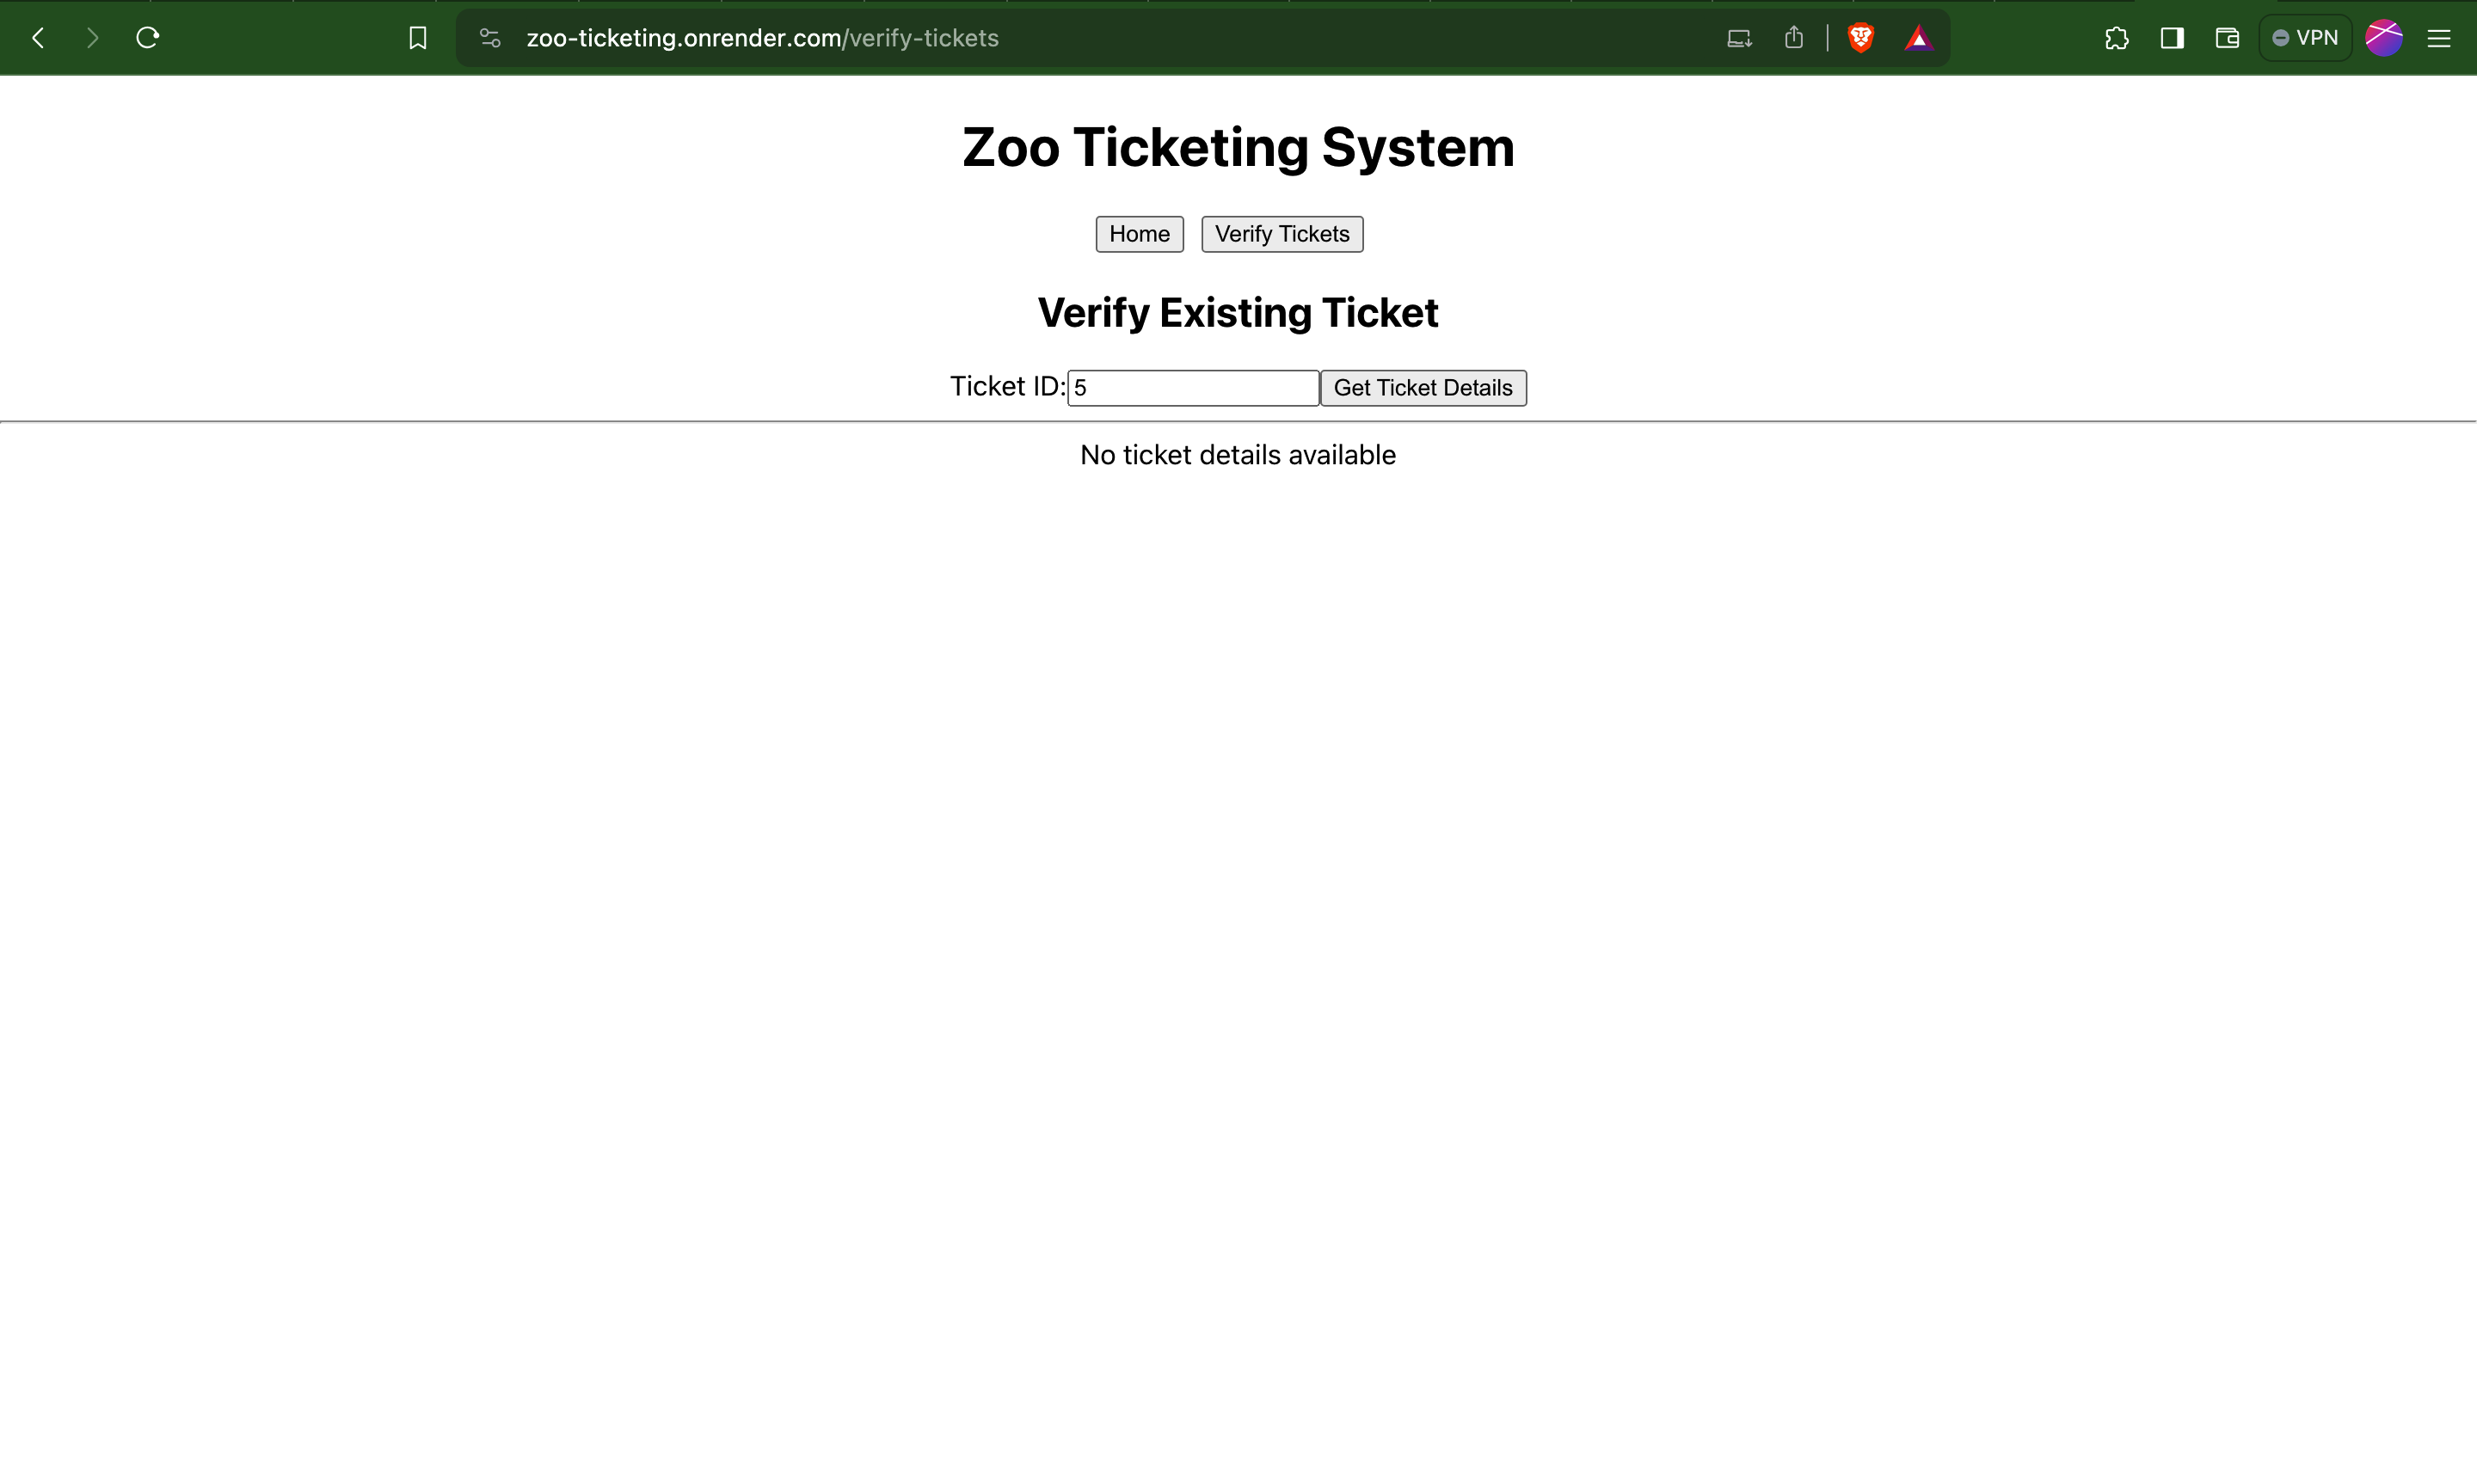 zoo-ticketing.onrender.com/verify-tickets
VPN
Zoo Ticketing System
Home Verify Tickets
Verify Existing Ticket
Ticket ID: 5 Get Ticket Details
No ticket details available